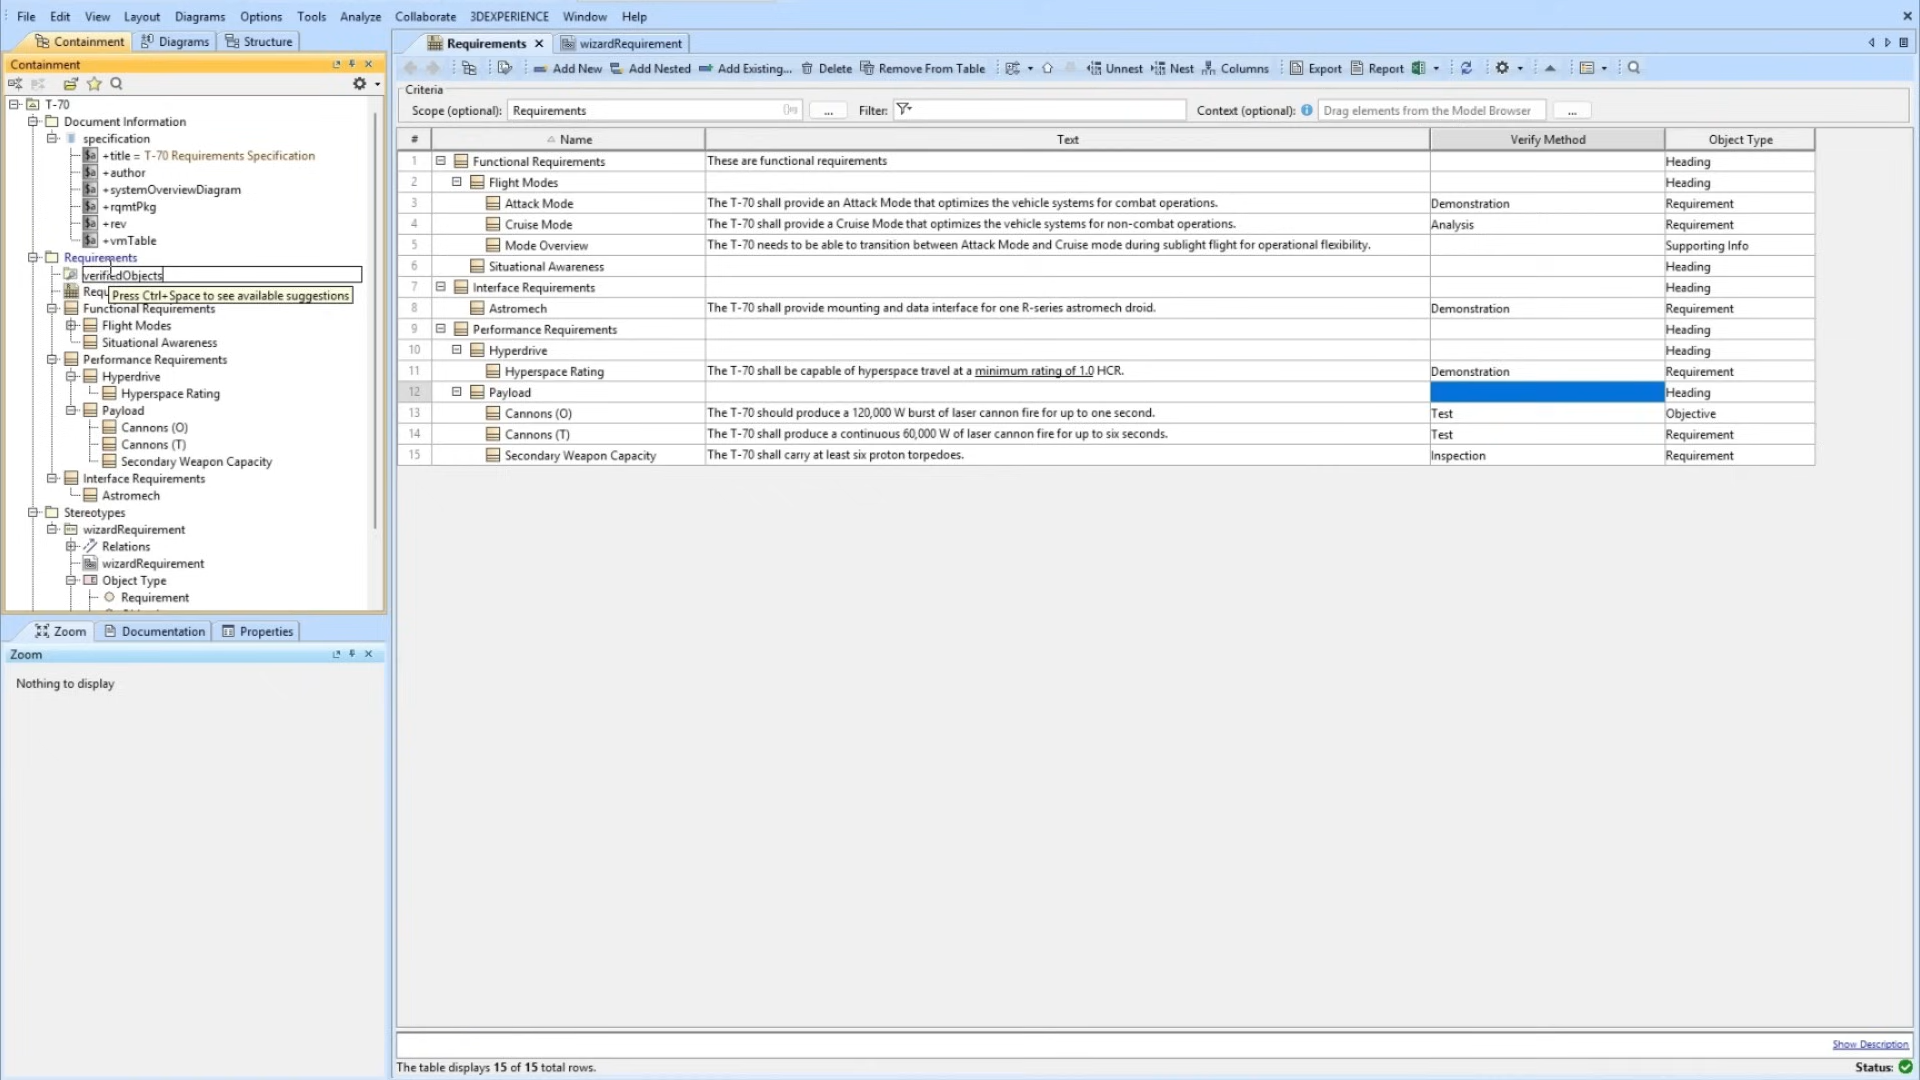 File Edit View Layout Diagrams Options Tools Analyze Collaborate 3DEXPERIENCE Window Help
Containment Diagrams Structure
Containment
T-70
Document Information
specification
+title = T-70 Requirements Specification
+author
+systemOverviewDiagram
+rqmtPkg
+rev
+vmTable
Requirements
verifiedObjects
Requ
Press Ctrl+Space to see available suggestions
Functional Requirements
Flight Modes
Situational Awareness
Performance Requirements
Hyperdrive
Hyperspace Rating
Payload
Cannons (O)
Cannons (T)
Secondary Weapon Capacity
Interface Requirements
Astromech
Stereotypes
wizardRequirement
Relations
wizardRequirement
Object Type
Requirement
Zoom Documentation Properties
Zoom
Nothing to display
Requirements wizardRequirement
Add New Add Nested Add Existing... Delete Remove From Table Unnest Nest Columns Export Report
Criteria
Scope (optional): Requirements ... Filter: Context (optional): Drag elements from the Model Browser ...
# Name Text Verify Method Object Type
1 Functional Requirements These are functional requirements Heading
2 Flight Modes Heading
3 Attack Mode The T-70 shall provide an Attack Mode that optimizes the vehicle systems for combat operations. Demonstration Requirement
4 Cruise Mode The T-70 shall provide a Cruise Mode that optimizes the vehicle systems for non-combat operations. Analysis Requirement
5 Mode Overview The T-70 needs to be able to transition between Attack Mode and Cruise mode during sublight flight for operational flexibility. Supporting Info
6 Situational Awareness Heading
7 Interface Requirements Heading
8 Astromech The T-70 shall provide mounting and data interface for one R-series astromech droid. Demonstration Requirement
9 Performance Requirements Heading
10 Hyperdrive Heading
11 Hyperspace Rating The T-70 shall be capable of hyperspace travel at a minimum rating of 1.0 HCR. Demonstration Requirement
12 Payload Heading
13 Cannons (O) The T-70 should produce a 120,000 W burst of laser cannon fire for up to one second. Test Objective
14 Cannons (T) The T-70 shall produce a continuous 60,000 W of laser cannon fire for up to six seconds. Test Requirement
15 Secondary Weapon Capacity The T-70 shall carry at least six proton torpedoes. Inspection Requirement
Show Description
The table displays 15 of 15 total rows. Status: